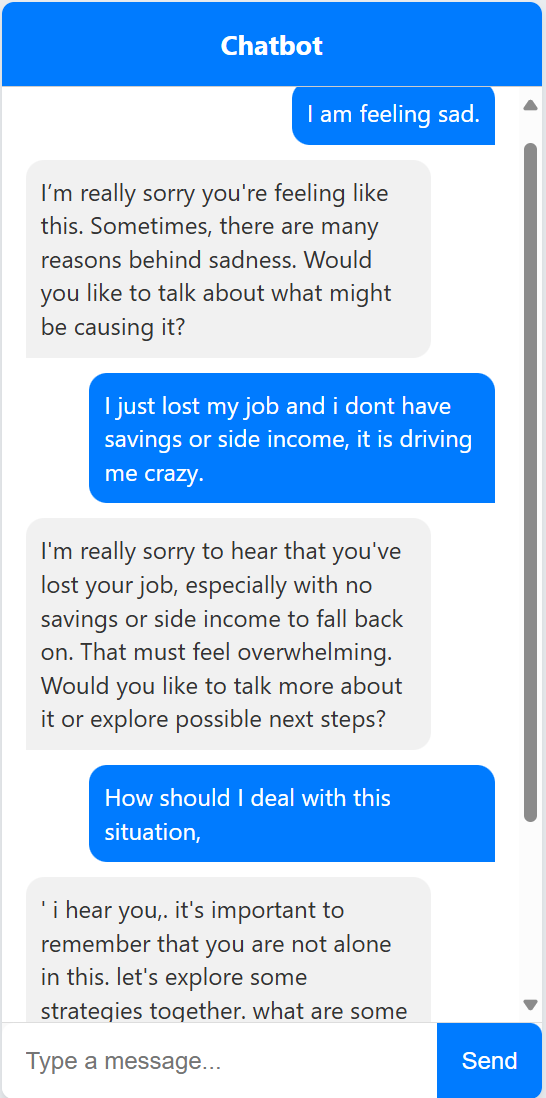 Chatbot
I am feeling sad.
I’m really sorry you're feeling like
this. Sometimes, there are many
reasons behind sadness. Would
you like to talk about what might
be causing it?
I just lost my job and i dont have
savings or side income, it is driving
me crazy.
I'm really sorry to hear that you've
lost your job, especially with no
savings or side income to fall back
on. That must feel overwhelming.
Would you like to talk more about
it or explore possible next steps?
How should I deal with this
situation,
' i hear you,. it's important to
remember that you are not alone
in this. let's explore some
strategies together. what are some
Type a message...
Send